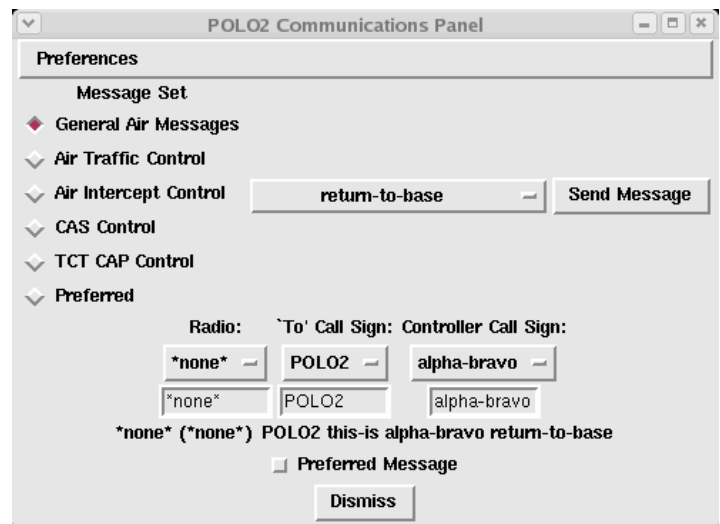 POLO2 Communications Panel
Preferences
Message Set
General Air Messages
Air Traffic Control
Air Intercept Control return-to-base Send Message
CAS Control
TCT CAP Control
Preferred
Radio: `To' Call Sign: Controller Call Sign:
*none* POLO2 alpha-bravo
*none* POLO2 alpha-bravo
*none* (*none*) POLO2 this-is alpha-bravo return-to-base
Preferred Message
Dismiss